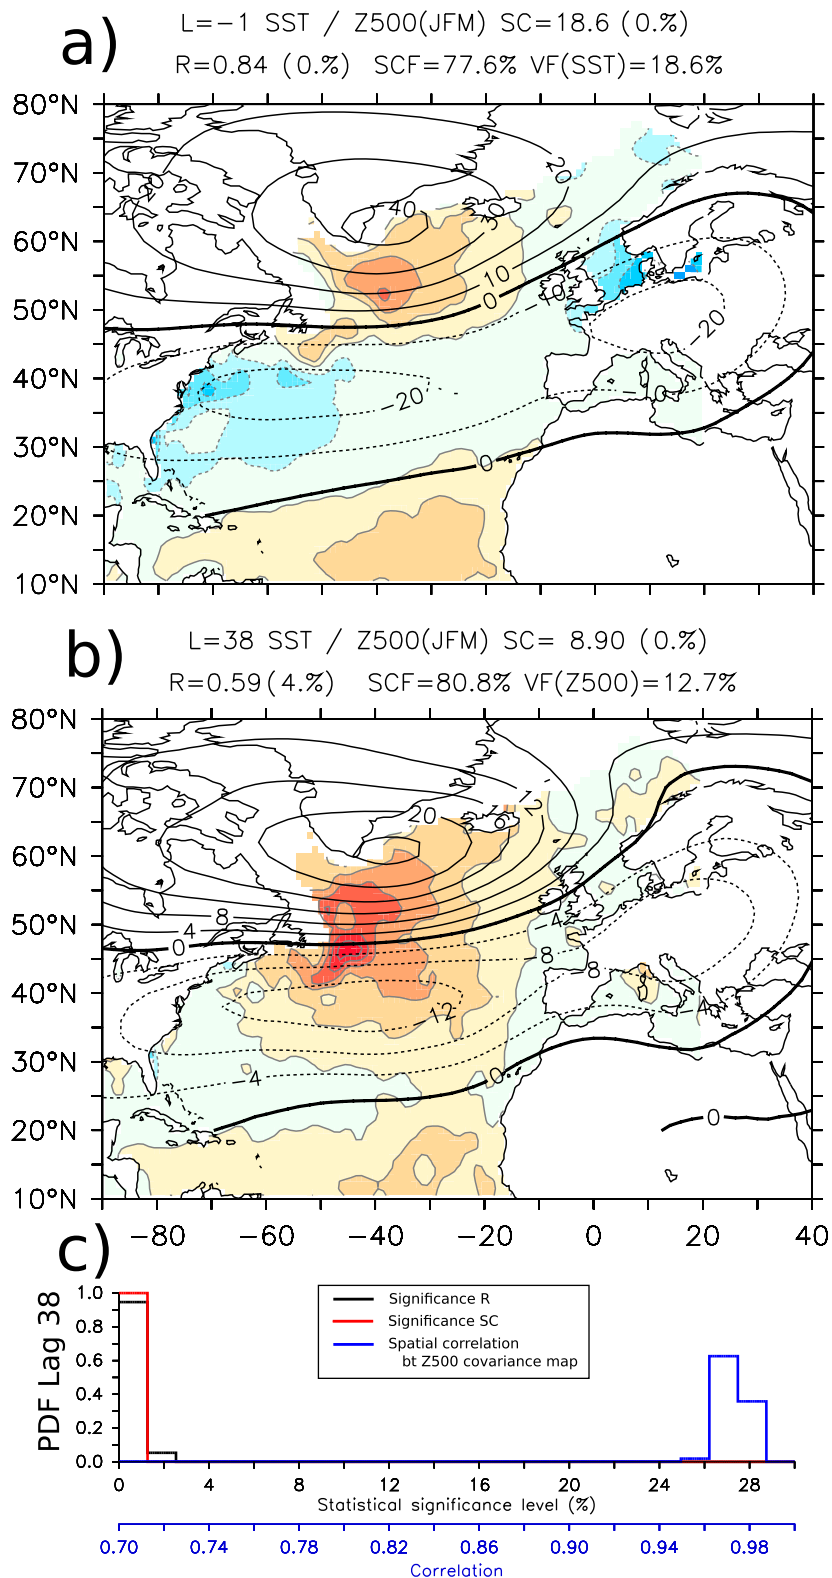 a)
L=−1 SST / Z500(JFM) SC=18.6 (0.%)
R=0.84 (0.%) SCF=77.6% VF(SST)=18.6%
80°N
70°N
60°N
50°N
40°N
30°N
20°N
10°N
20
40
30
10
0
−20
−20
0
b)
L=38 SST / Z500(JFM) SC= 8.90 (0.%)
R=0.59(4.%) SCF=80.8% VF(Z500)=12.7%
80°N
70°N
60°N
50°N
40°N
30°N
20°N
10°N
20
16
12
8
4
0
−4
8
8
−12
−4
−4
0
0
−80 −60 −40 −20 0 20 40
c)
PDF Lag 38
1.0
0.8
0.6
0.4
0.2
0.0
Significance R
Significance SC
Spatial correlation
bt Z500 covariance map
0 4 8 12 16 20 24 28
Statistical significance level (%)
0.70 0.74 0.78 0.82 0.86 0.90 0.94 0.98
Correlation